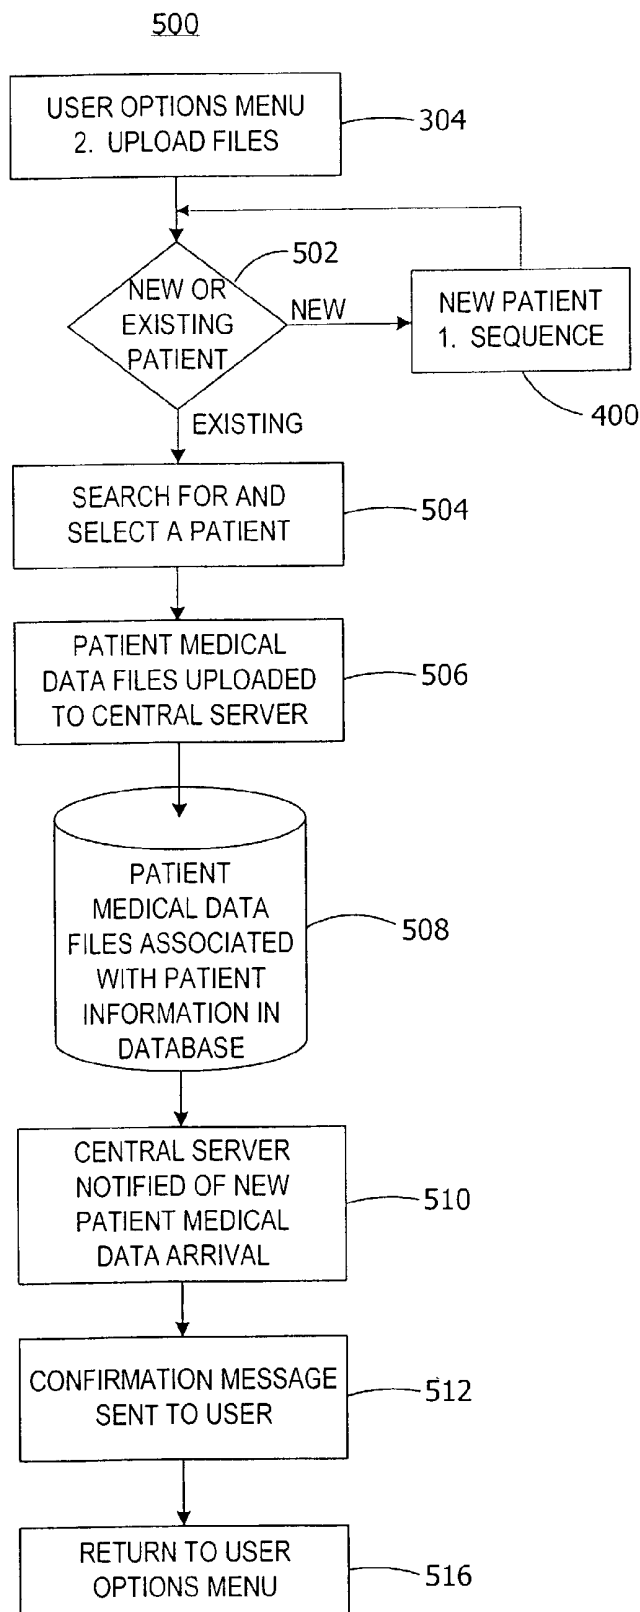 500
USER OPTIONS MENU
2. UPLOAD FILES
304
502
NEW OR
EXISTING
PATIENT
NEW
NEW PATIENT
1. SEQUENCE
400
EXISTING
SEARCH FOR AND
SELECT A PATIENT
504
PATIENT MEDICAL
DATA FILES UPLOADED
TO CENTRAL SERVER
506
PATIENT
MEDICAL DATA
FILES ASSOCIATED
WITH PATIENT
INFORMATION IN
DATABASE
508
CENTRAL SERVER
NOTIFIED OF NEW
PATIENT MEDICAL
DATA ARRIVAL
510
CONFIRMATION MESSAGE
SENT TO USER
512
RETURN TO USER
OPTIONS MENU
516